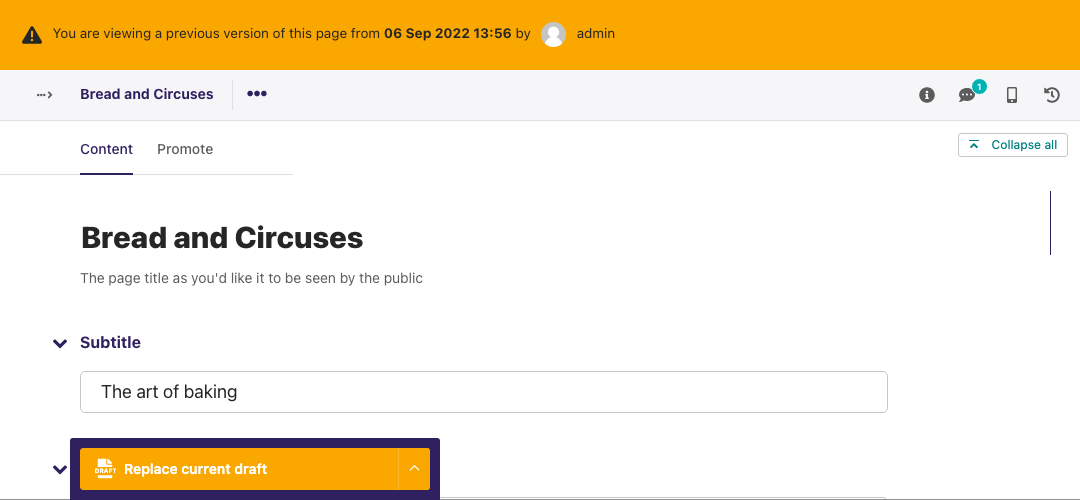 You are viewing a previous version of this page from 06 Sep 2022 13:56 by admin
Bread and Circuses
1
Content Promote
Collapse all
Bread and Circuses
The page title as you'd like it to be seen by the public
Subtitle
The art of baking
DRAFT Replace current draft